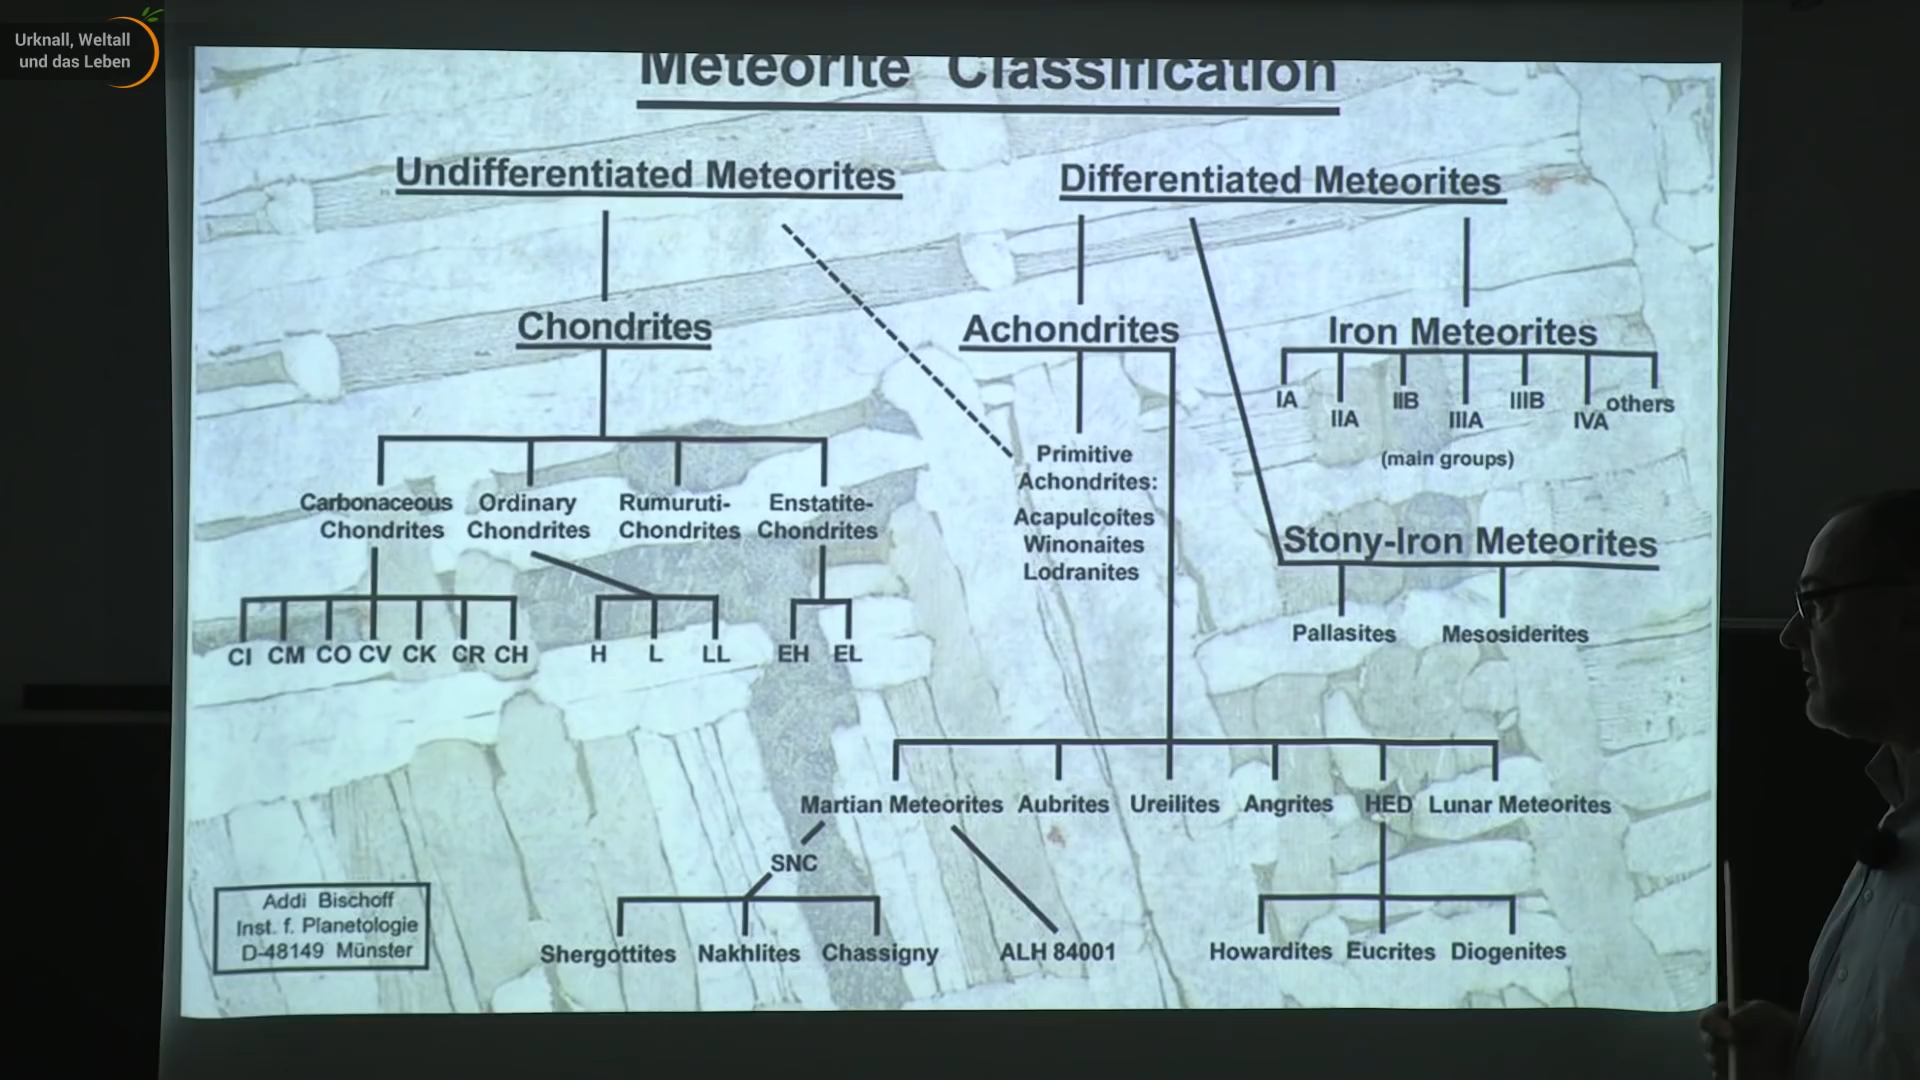 Urknall, Weltall
und das Leben
Meteorite Classification
Undifferentiated Meteorites
Differentiated Meteorites
Chondrites
Achondrites
Iron Meteorites
IA
IIA
IIB
IIIA
IIIB
IVA
others
(main groups)
Carbonaceous
Chondrites
Ordinary
Chondrites
Rumuruti-
Chondrites
Enstatite-
Chondrites
Primitive
Achondrites:
Acapulcoites
Winonaites
Lodranites
Stony-Iron Meteorites
Pallasites
Mesosiderites
CI CM CO CV CK CR CH
H L LL
EH EL
Martian Meteorites
Aubrites
Ureilites
Angrites
HED
Lunar Meteorites
SNC
Shergottites
Nakhlites
Chassigny
ALH 84001
Howardites
Eucrites
Diogenites
Addi Bischoff
Inst. f. Planetologie
D-48149 Münster